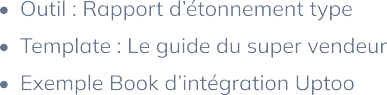 • Outil : Rapport d’étonnement type
• Template : Le guide du super vendeur
• Exemple Book d’intégration Uptoo